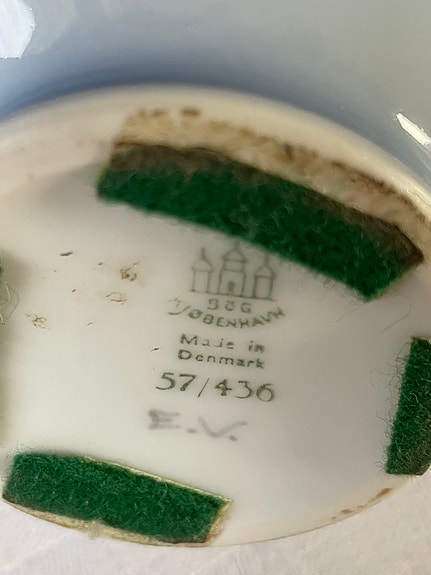 B&G
KJØBENHAVN
Made in
Denmark
57/436
E.V.